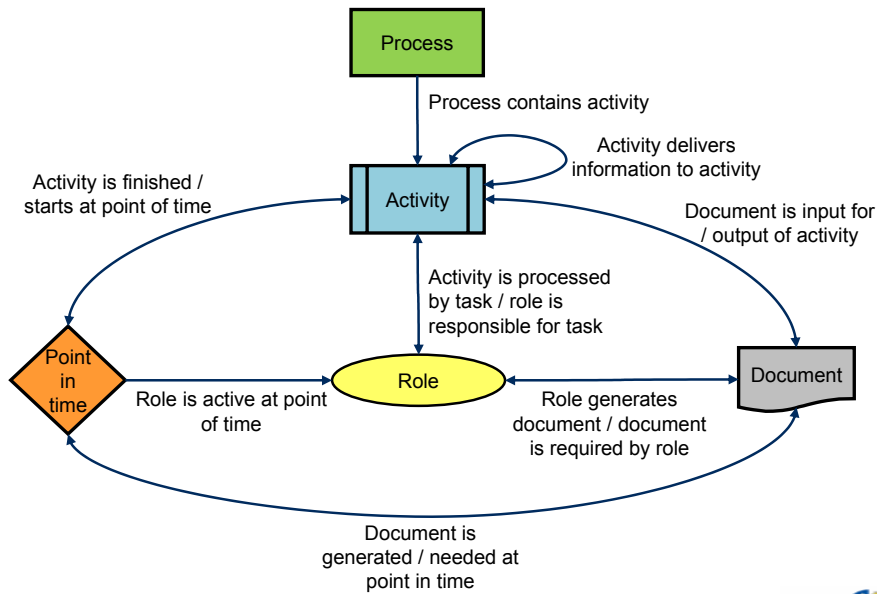 Process
Process contains activity
Activity delivers
information to activity
Activity is finished /
starts at point of time
Activity
Document is input for
/ output of activity
Activity is processed
by task / role is
responsible for task
Point
in
time
Role
Document
Role is active at point
of time
Role generates
document / document
is required by role
Document is
generated / needed at
point in time